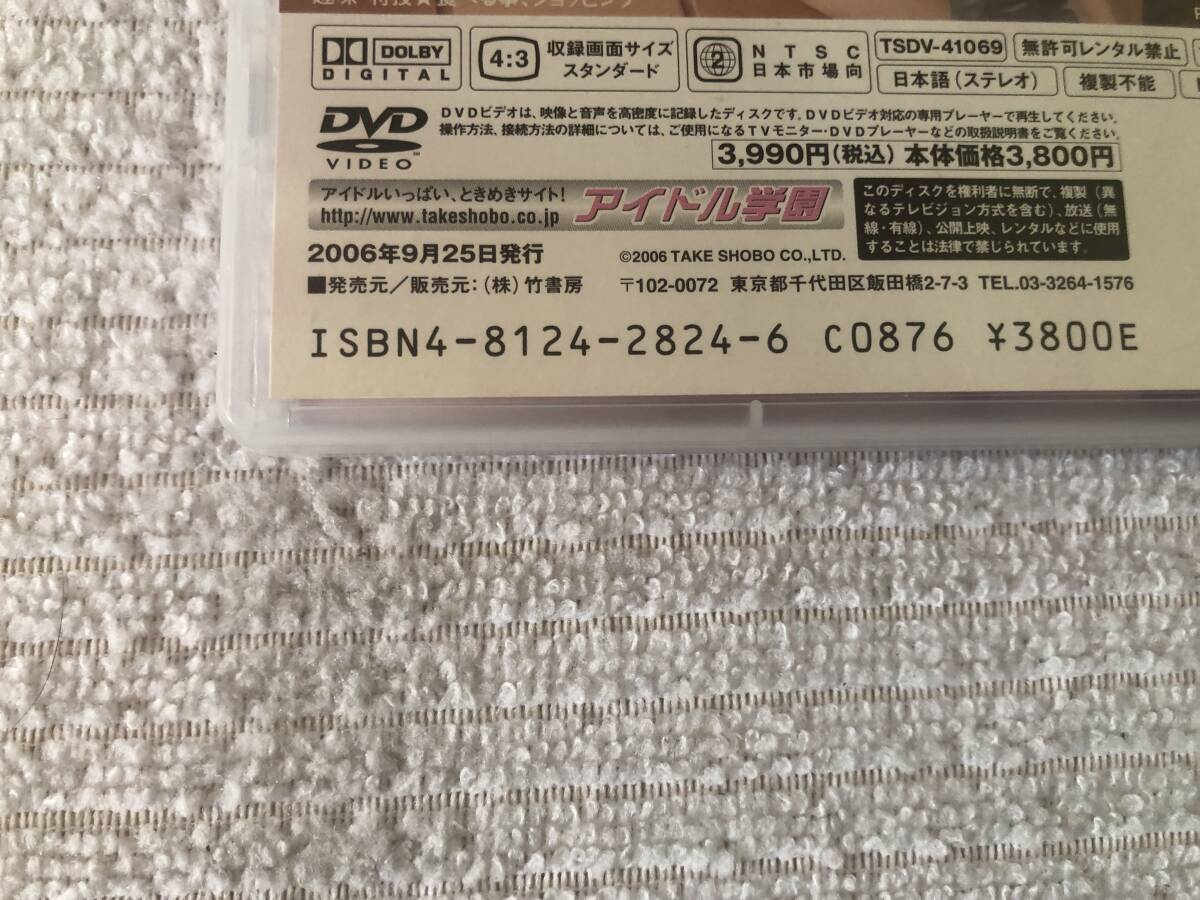 趣味・特技★食べる事、ショッピング
DOLBY
DIGITAL
4:3
収録画面サイズ
スタンダード
2
NTSC
日本市場向
TSDV-41069
無許可レンタル禁止
日本語(ステレオ)
複製不能
DVD
VIDEO™
DVDビデオは、映像と音声を高密度に記録したディスクです。DVDビデオ対応の専用プレーヤーで再生してください。
操作方法、接続方法の詳細については、ご使用になるTVモニター・DVDプレーヤーなどの取扱説明書をご覧ください。
3,990円(税込) 本体価格3,800円
アイドルいっぱい、ときめきサイト!
http://www.takeshobo.co.jp
アイドル学園
このディスクを権利者に無断で、複製(異
なるテレビジョン方式を含む)、放送(無
線・有線)、公開上映、レンタルなどに使用
することは法律で禁じられています。
2006年9月25日発行
©2006 TAKE SHOBO CO.,LTD.
■発売元/販売元:(株)竹書房 〒102-0072 東京都千代田区飯田橋2-7-3 TEL.03-3264-1576
ISBN4-8124-2824-6 C0876 ¥3800E